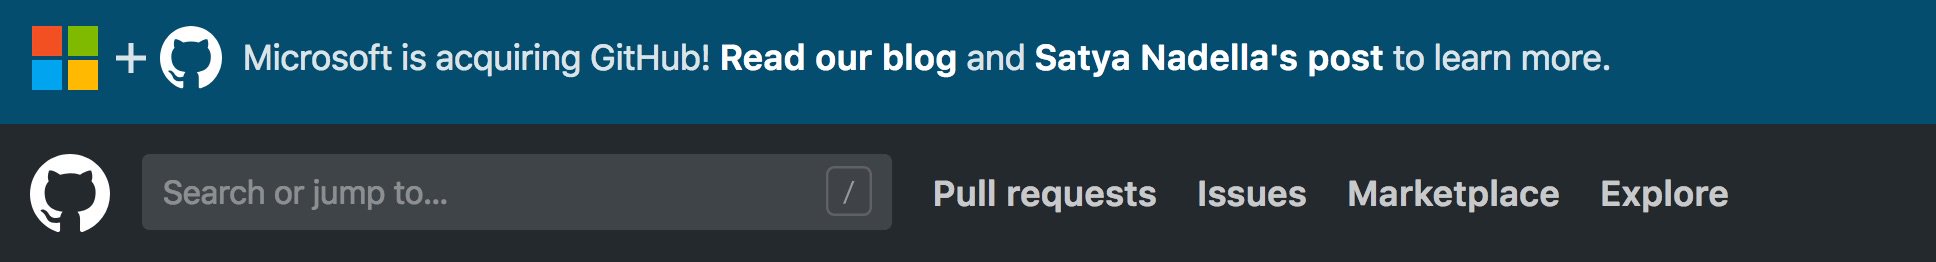 + Microsoft is acquiring GitHub! Read our blog and Satya Nadella's post to learn more.
Search or jump to... / Pull requests Issues Marketplace Explore